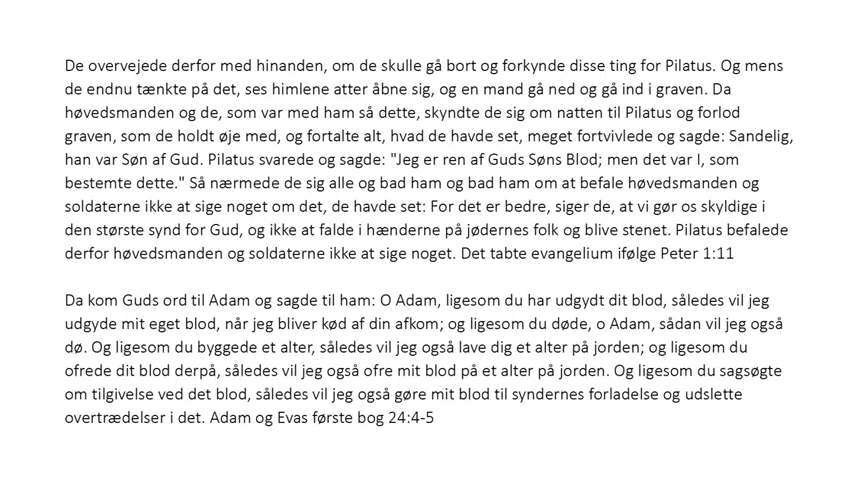 De overvejede derfor med hinanden, om de skulle gå bort og forkynde disse ting for Pilatus. Og mens
de endnu tænkte på det, ses himlene atter åbne sig, og en mand gå ned og gå ind i graven. Da
høvedsmanden og de, som var med ham så dette, skyndte de sig om natten til Pilatus og forlod
graven, som de holdt øje med, og fortalte alt, hvad de havde set, meget fortvivlede og sagde: Sandelig,
han var Søn af Gud. Pilatus svarede og sagde: "Jeg er ren af Guds Søns Blod; men det var I, som
bestemte dette." Så nærmede de sig alle og bad ham og bad ham om at befale høvedsmanden og
soldaterne ikke at sige noget om det, de havde set: For det er bedre, siger de, at vi gør os skyldige i
den største synd for Gud, og ikke at falde i hænderne på jødernes folk og blive stenet. Pilatus befalede
derfor høvedsmanden og soldaterne ikke at sige noget. Det tabte evangelium ifølge Peter 1:11
Da kom Guds ord til Adam og sagde til ham: O Adam, ligesom du har udgydt dit blod, således vil jeg
udgyde mit eget blod, når jeg bliver kød af din afkom; og ligesom du døde, o Adam, sådan vil jeg også
dø. Og ligesom du byggede et alter, således vil jeg også lave dig et alter på jorden; og ligesom du
ofrede dit blod derpå, således vil jeg også ofre mit blod på et alter på jorden. Og ligesom du sagsøgte
om tilgivelse ved det blod, således vil jeg også gøre mit blod til syndernes forladelse og udslette
overtrædelser i det. Adam og Evas første bog 24:4-5